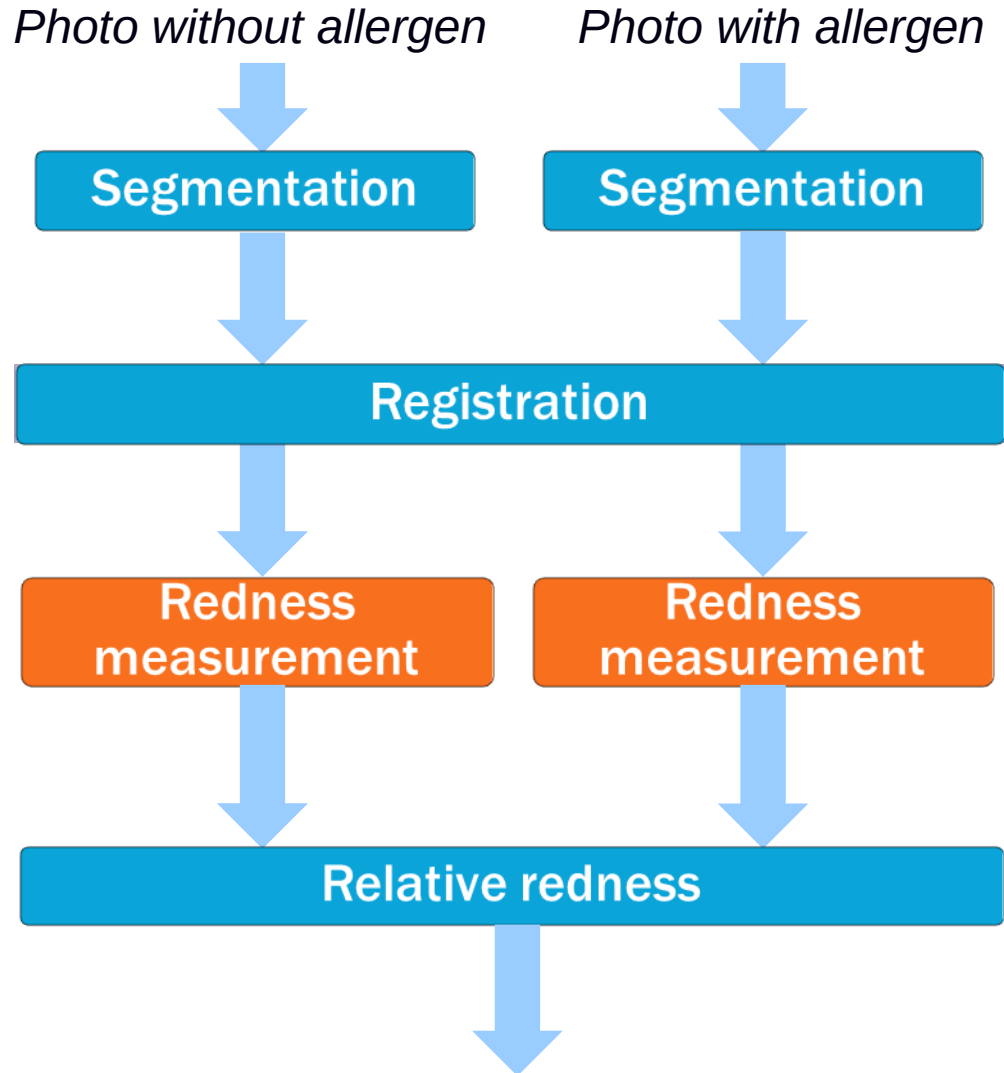 Photo without allergen
Photo with allergen
Segmentation
Segmentation
Registration
Redness
measurement
Redness
measurement
Relative redness